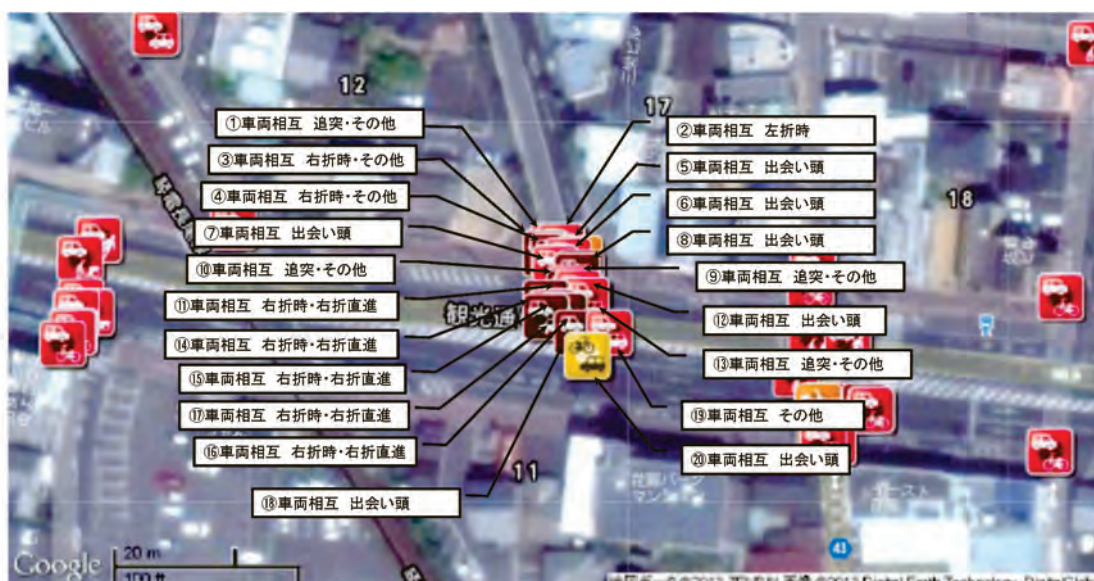 12
17
①車両相互 追突・その他
②車両相互 左折時
③車両相互 右折時・その他
⑤車両相互 出会い頭
④車両相互 右折時・その他
⑥車両相互 出会い頭
18
⑦車両相互 出会い頭
⑧車両相互 出会い頭
⑩車両相互 追突・その他
⑨車両相互 追突・その他
⑪車両相互 右折時・右折直進
観光通
⑫車両相互 出会い頭
⑭車両相互 右折時・右折直進
⑬車両相互 追突・その他
⑮車両相互 右折時・右折直進
⑰車両相互 右折時・右折直進
⑲車両相互 その他
⑯車両相互 右折時・右折直進
⑳車両相互 出会い頭
11
⑱車両相互 出会い頭
43
Google
20 m
100 ft